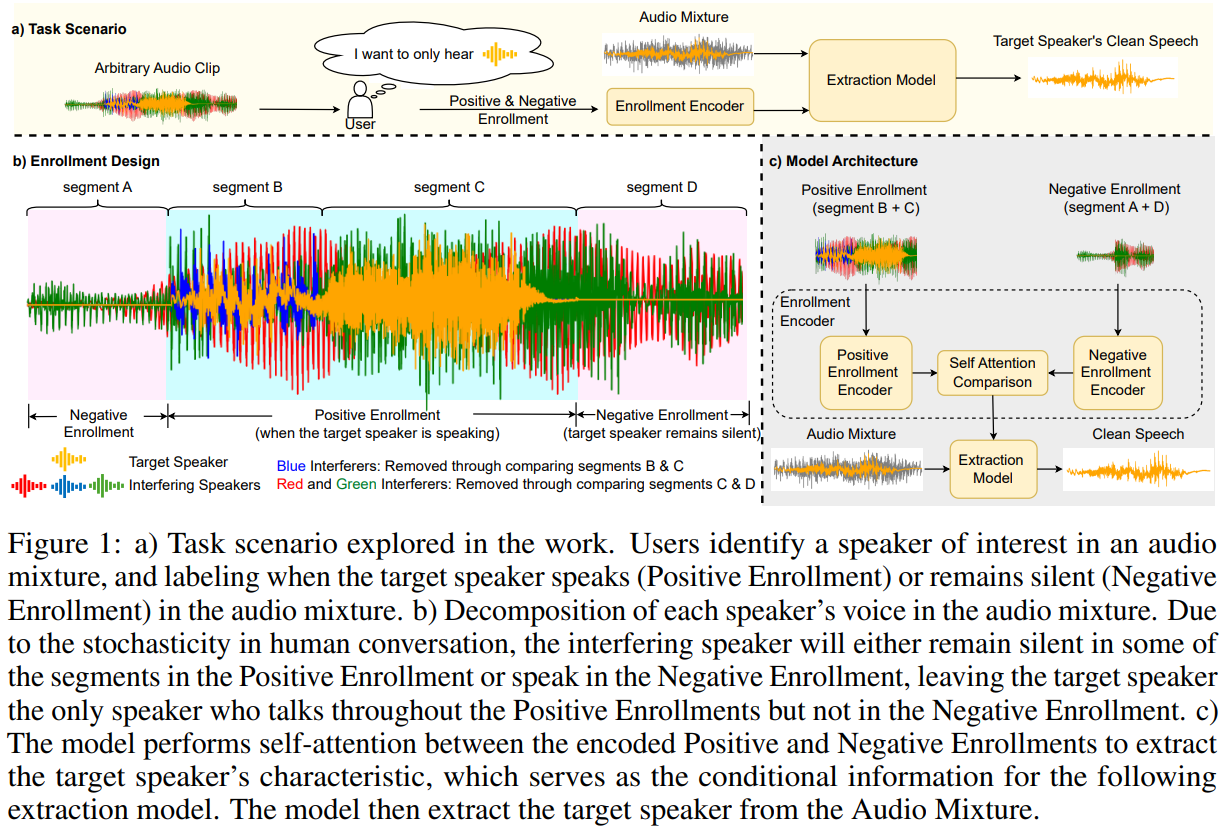 a) Task Scenario
Arbitrary Audio Clip
I want to only hear
User
Positive & Negative
Enrollment
Audio Mixture
Enrollment Encoder
Extraction Model
Target Speaker's Clean Speech
b) Enrollment Design
segment A
segment B
segment C
segment D
Negative
Enrollment
Positive Enrollment
(when the target speaker is speaking)
Negative Enrollment
(target speaker remains silent)
Target Speaker
Interfering Speakers
Blue Interferers: Removed through comparing segments B & C
Red and Green Interferers: Removed through comparing segments C & D
c) Model Architecture
Positive Enrollment
(segment B + C)
Negative Enrollment
(segment A + D)
Enrollment
Encoder
Positive
Enrollment
Encoder
Self Attention
Comparison
Negative
Enrollment
Encoder
Audio Mixture
Extraction
Model
Clean Speech
Figure 1: a) Task scenario explored in the work. Users identify a speaker of interest in an audio
mixture, and labeling when the target speaker speaks (Positive Enrollment) or remains silent (Negative
Enrollment) in the audio mixture. b) Decomposition of each speaker's voice in the audio mixture. Due
to the stochasticity in human conversation, the interfering speaker will either remain silent in some of
the segments in the Positive Enrollment or speak in the Negative Enrollment, leaving the target speaker
the only speaker who talks throughout the Positive Enrollments but not in the Negative Enrollment. c)
The model performs self-attention between the encoded Positive and Negative Enrollments to extract
the target speaker's characteristic, which serves as the conditional information for the following
extraction model. The model then extract the target speaker from the Audio Mixture.